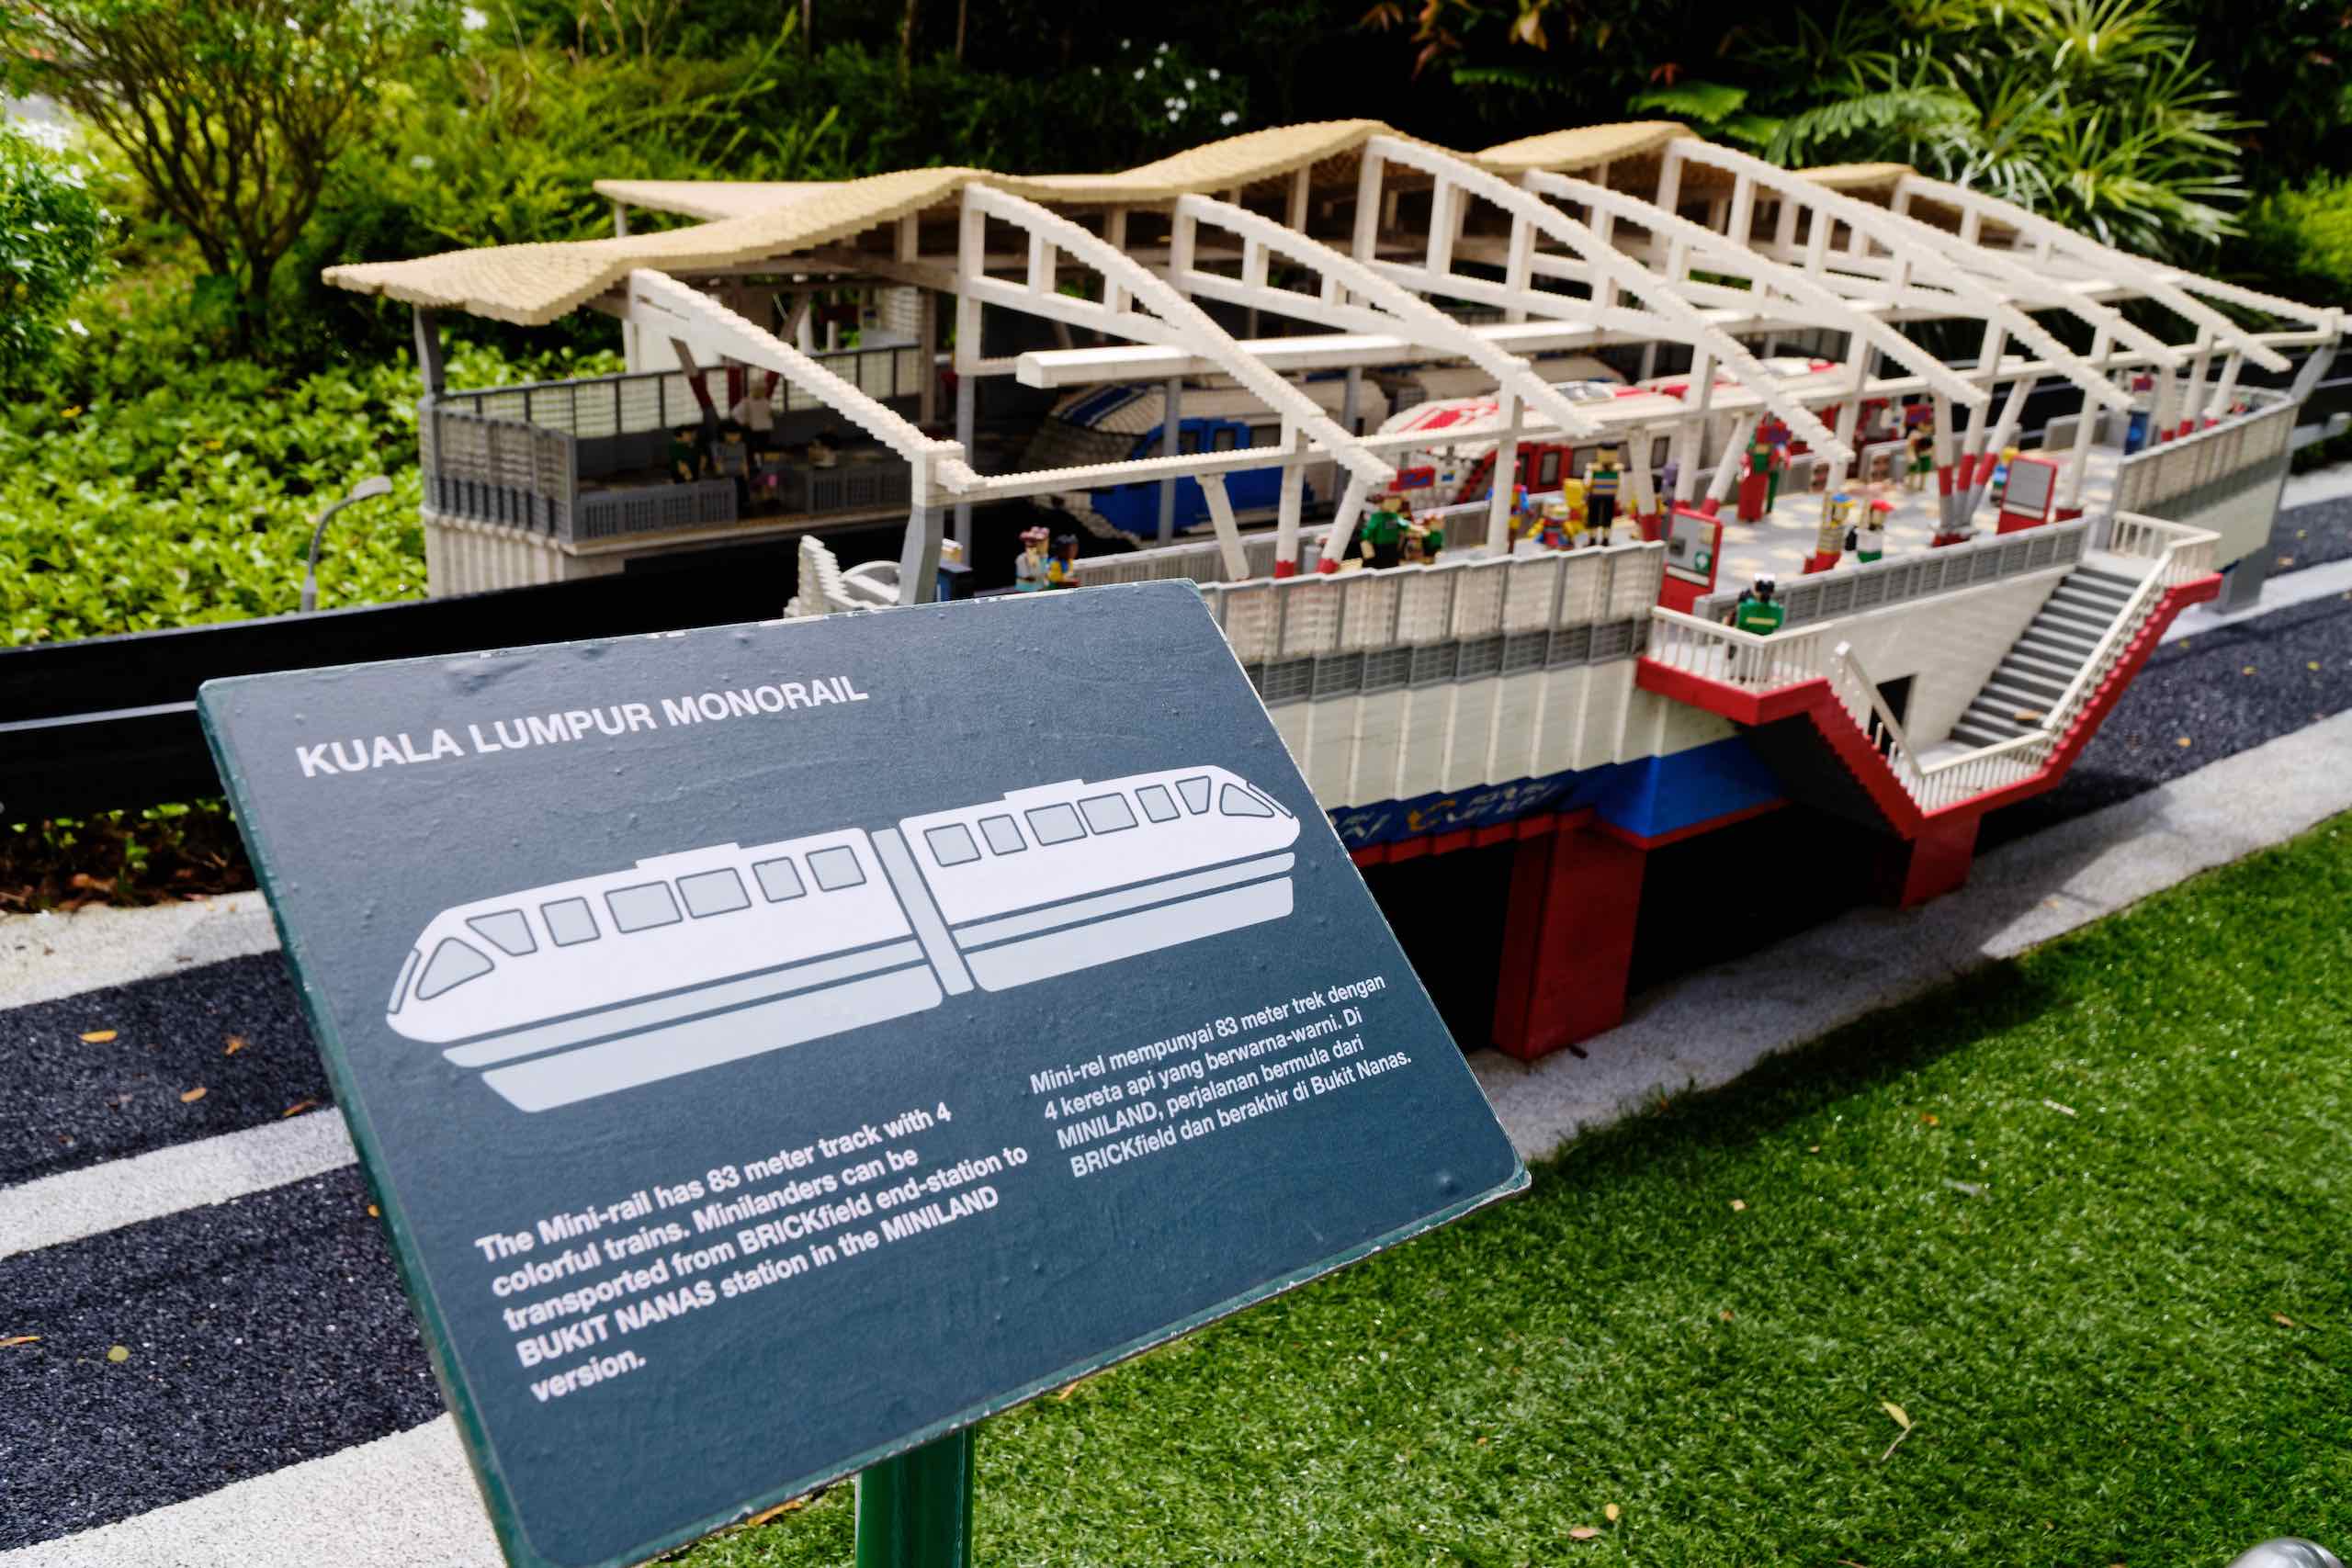 KUALA LUMPUR MONORAIL
The Mini-rail has 83 meter track with 4
colorful trains. Minilanders can be
transported from BRICKfield end-station to
BUKIT NANAS station in the MINILAND
version.
Mini-rel mempunyai 83 meter trek dengan
4 kereta api yang berwarna-warni. Di
MINILAND, perjalanan bermula dari
BRICKfield dan berakhir di Bukit Nanas.